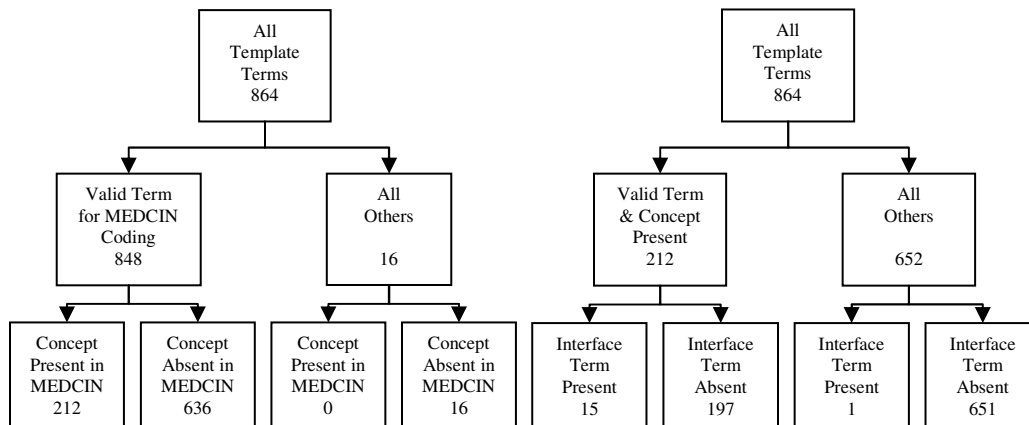 All
Template
Terms
864
All
Template
Terms
864
Valid Term
for MEDCIN
Coding
848
All
Others
16
Valid Term
& Concept
Present
212
All
Others
652
Concept
Present in
MEDCIN
212
Concept
Absent in
MEDCIN
636
Concept
Present in
MEDCIN
0
Concept
Absent in
MEDCIN
16
Interface
Term
Present
15
Interface
Term
Absent
197
Interface
Term
Present
1
Interface
Term
Absent
651